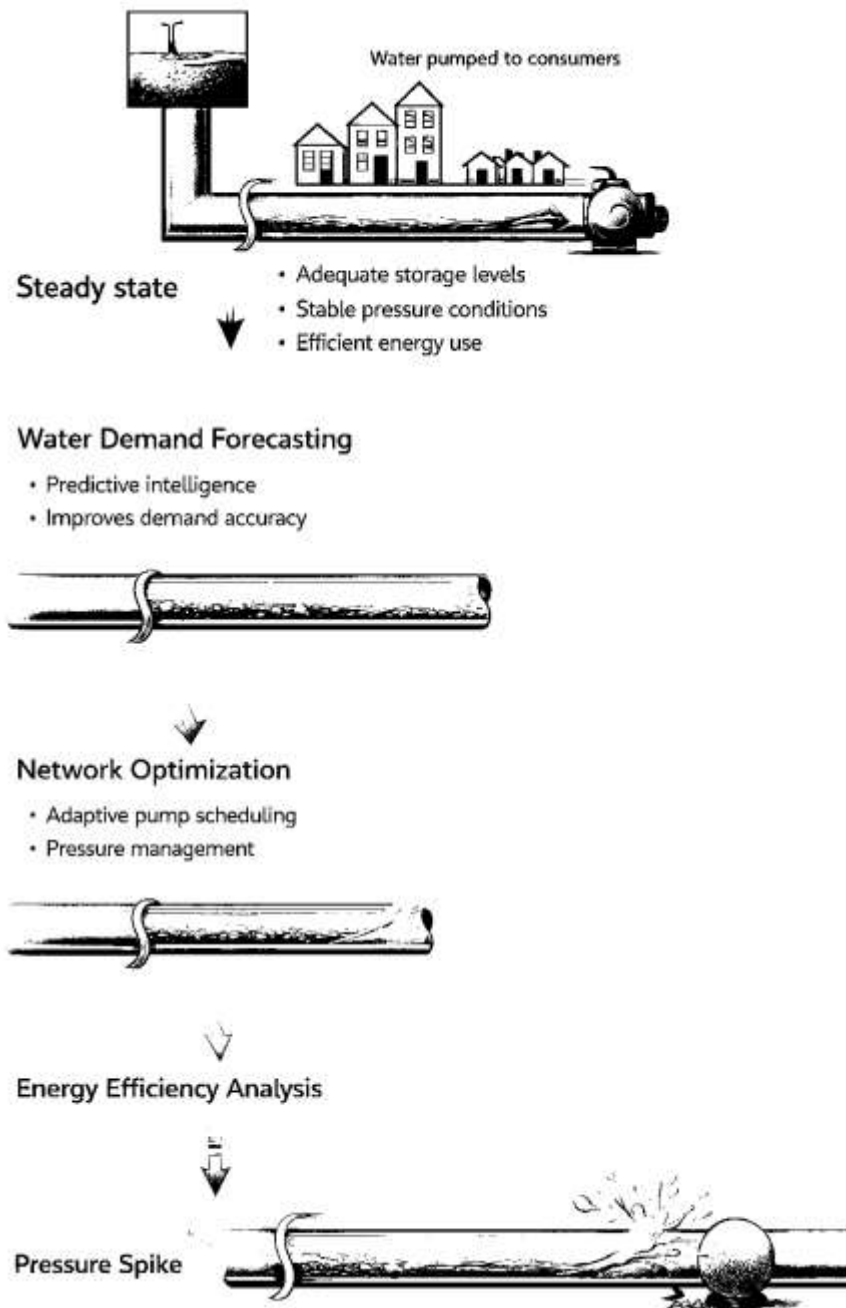 Water pumped to consumers
Steady state
• Adequate storage levels
• Stable pressure conditions
• Efficient energy use
Water Demand Forecasting
• Predictive intelligence
• Improves demand accuracy
Network Optimization
• Adaptive pump scheduling
• Pressure management
Energy Efficiency Analysis
Pressure Spike